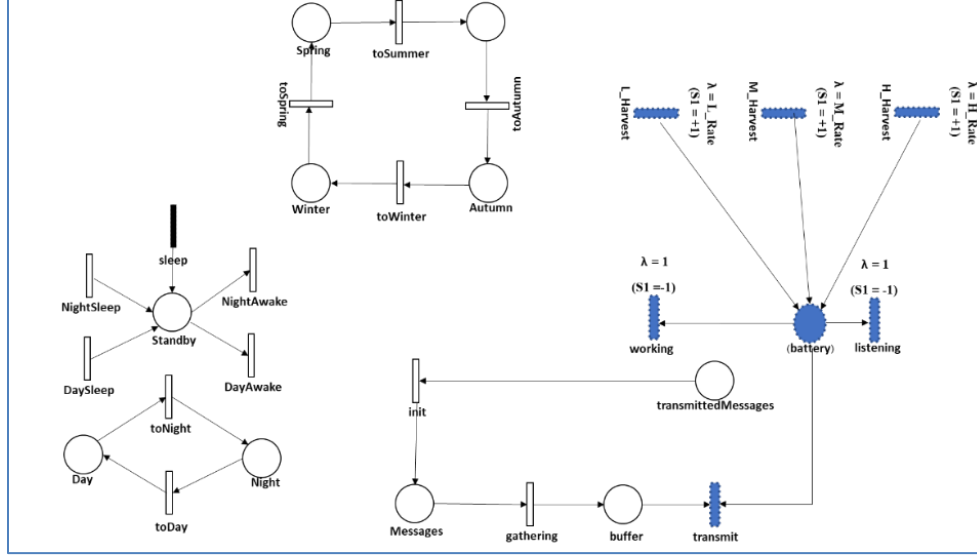 Spring
toSummer
toSpring
toAutumn
Winter
toWinter
Autumn
L_Harvest
λ = L_Rate
(S1 = +1)
M_Harvest
λ = M_Rate
(S1 = +1)
H_Harvest
λ = H_Rate
(S1 = +1)
sleep
NightSleep
NightAwake
Standby
DaySleep
DayAwake
λ = 1
(S1 =-1)
λ = 1
(S1 = -1)
working
(battery)
listening
init
transmittedMessages
toNight
Day
Night
toDay
Messages
gathering
buffer
transmit